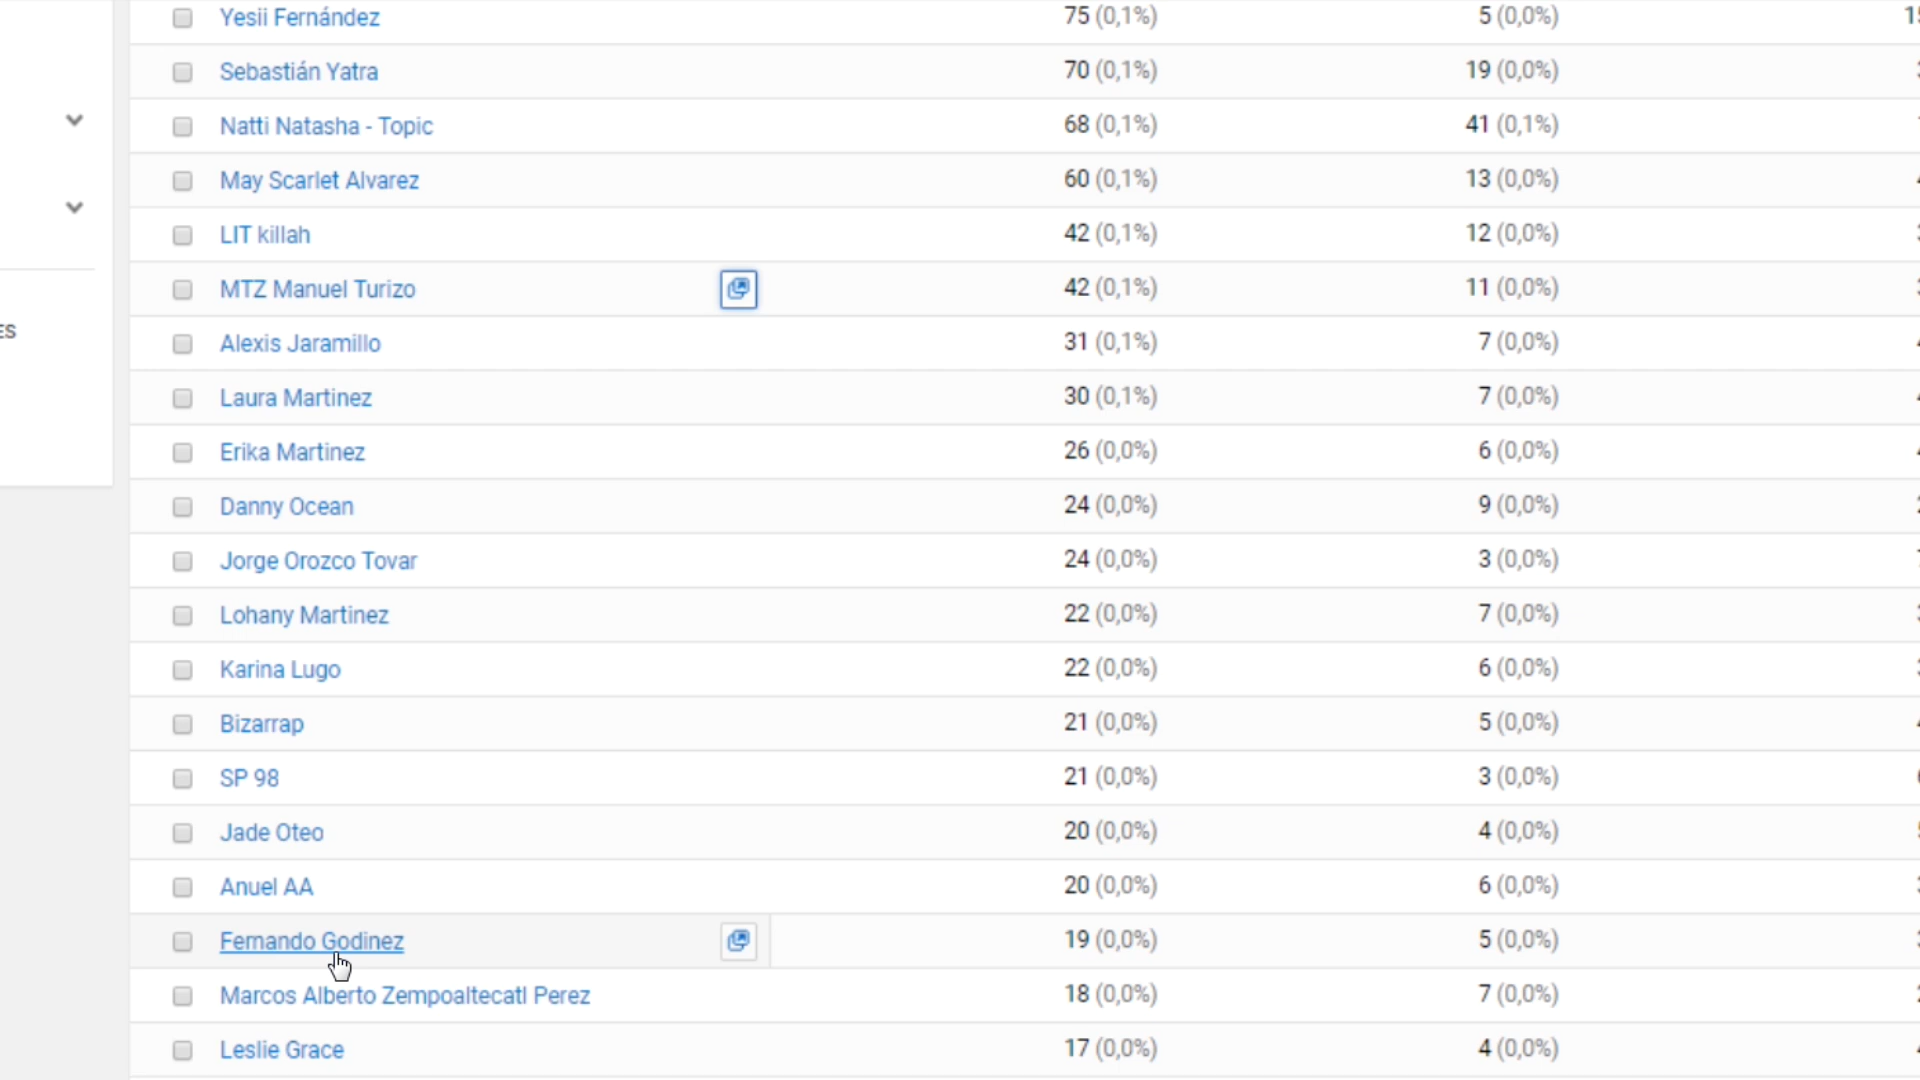 Yesii Fernández 75 (0,1%) 5 (0,0%)
Sebastián Yatra 70 (0,1%) 19 (0,0%)
Natti Natasha - Topic 68 (0,1%) 41 (0,1%)
May Scarlet Alvarez 60 (0,1%) 13 (0,0%)
LIT killah 42 (0,1%) 12 (0,0%)
MTZ Manuel Turizo 42 (0,1%) 11 (0,0%)
ES
Alexis Jaramillo 31 (0,1%) 7 (0,0%)
Laura Martinez 30 (0,1%) 7 (0,0%)
Erika Martinez 26 (0,0%) 6 (0,0%)
Danny Ocean 24 (0,0%) 9 (0,0%)
Jorge Orozco Tovar 24 (0,0%) 3 (0,0%)
Lohany Martinez 22 (0,0%) 7 (0,0%)
Karina Lugo 22 (0,0%) 6 (0,0%)
Bizarrap 21 (0,0%) 5 (0,0%)
SP 98 21 (0,0%) 3 (0,0%)
Jade Oteo 20 (0,0%) 4 (0,0%)
Anuel AA 20 (0,0%) 6 (0,0%)
Fernando Godinez 19 (0,0%) 5 (0,0%)
Marcos Alberto Zempoaltecatl Perez 18 (0,0%) 7 (0,0%)
Leslie Grace 17 (0,0%) 4 (0,0%)